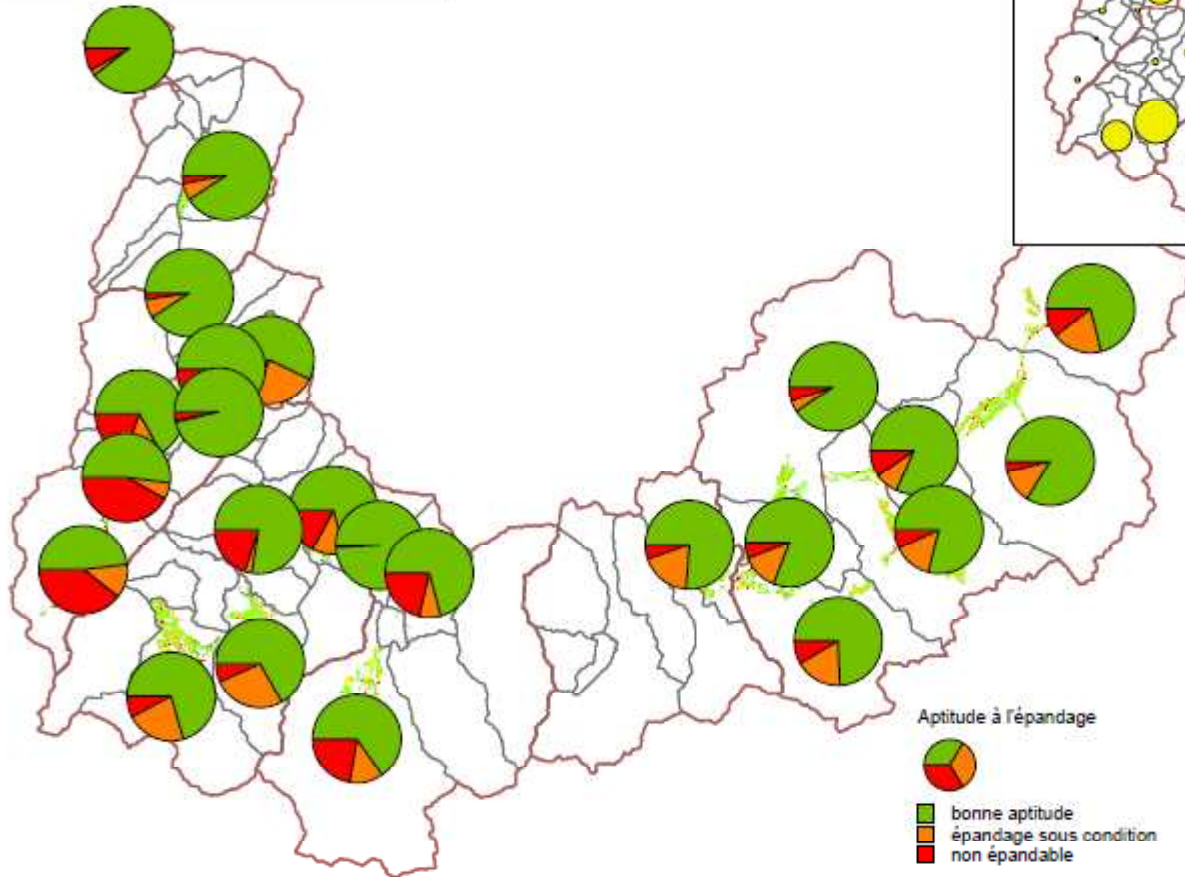 Aptitude à l'épandage
bonne aptitude
épandage sous condition
non épandable